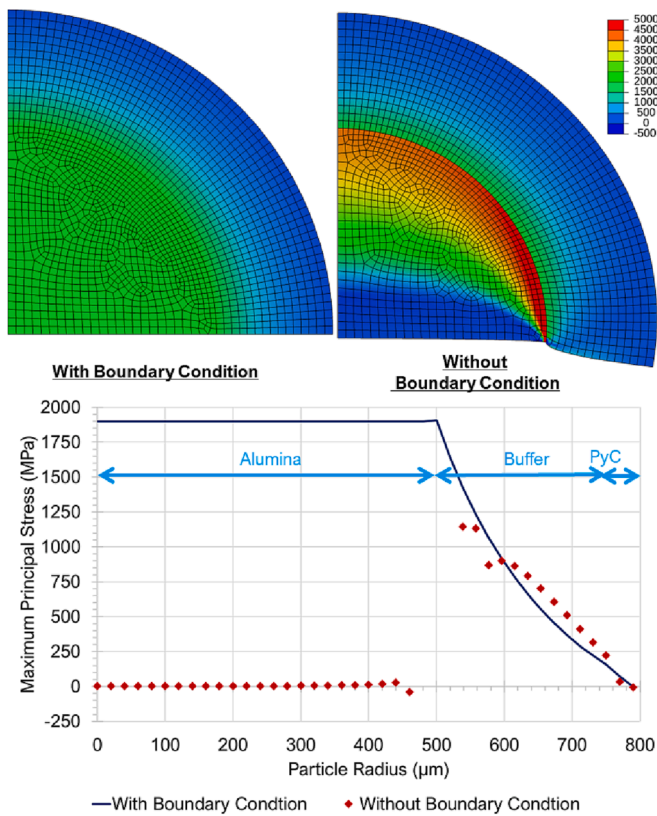 5000
4500
4000
3500
3000
2500
2000
1500
1000
500
0
-500
With Boundary Condition
Without
Boundary Condition
2000
1750
1500
1250
1000
750
500
250
0
-250
Maximum Principal Stress (MPa)
Alumina
Buffer
PyC
0 100 200 300 400 500 600 700 800
Particle Radius (µm)
With Boundary Condtion
Without Boundary Condtion